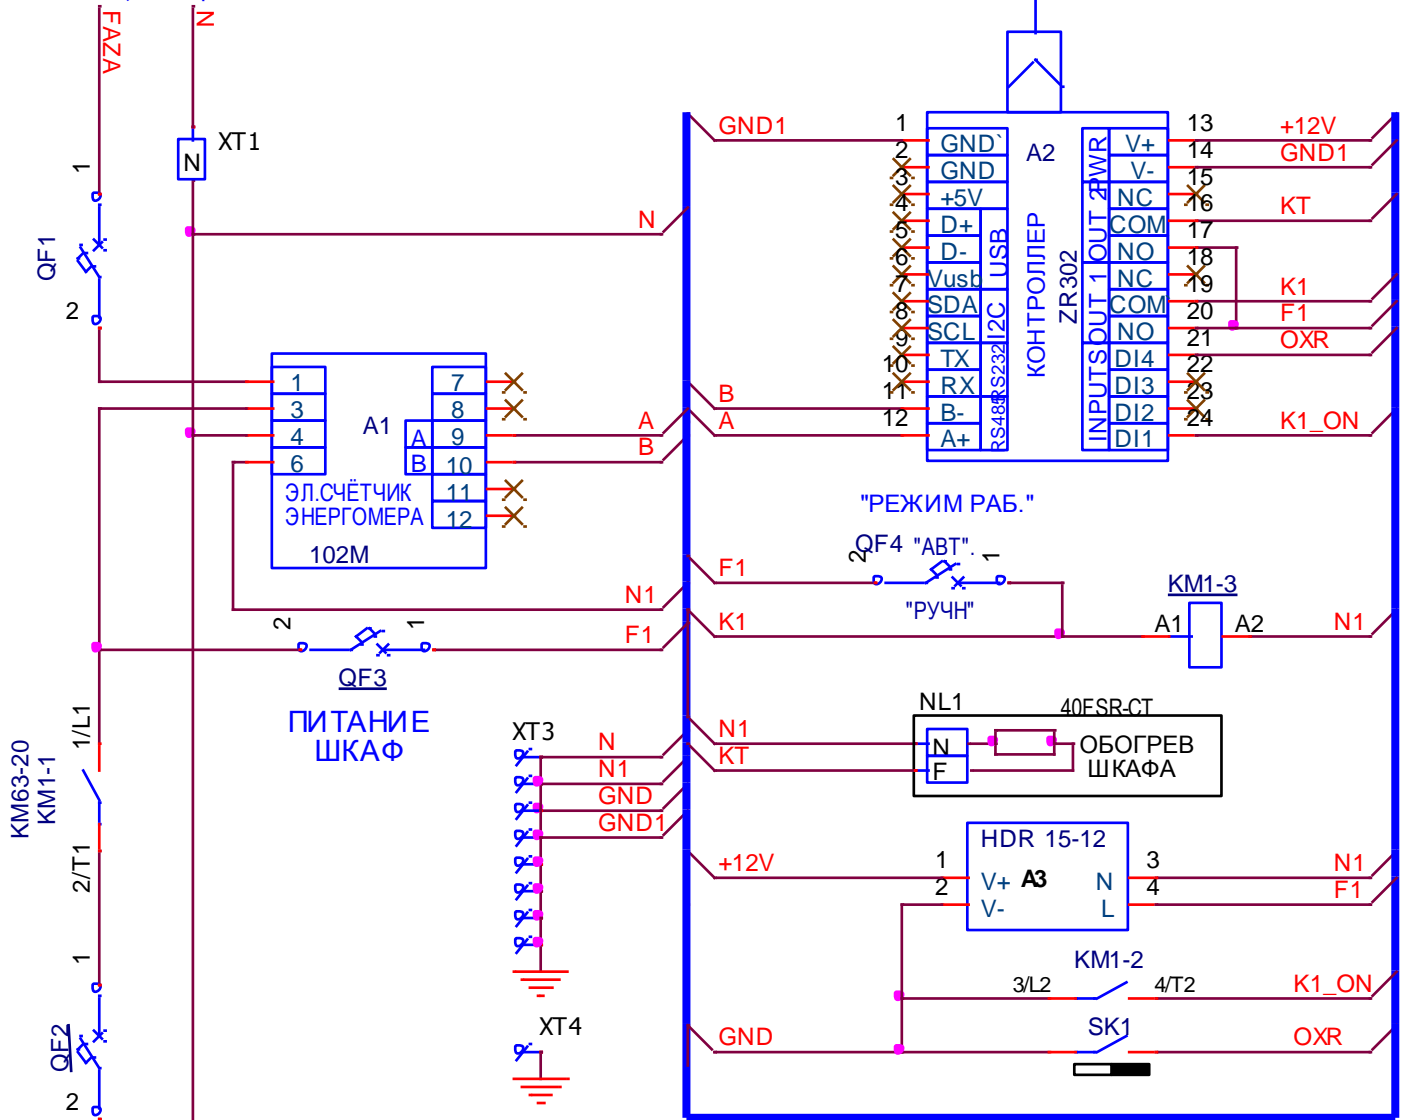 FAZA
N
XT1
N
1
QF1
2
N
1
3
4
6
7
8
9
10
11
12
A
B
A1
ЭЛ.СЧЁТЧИК
ЭНЕРГОМЕРА
102M
A
B
N1
F1
2
1
QF3
ПИТАНИЕ
ШКАФ
1/L1
KM63-20
KM1-1
2/T1
1
QF2
2
XT3
N
N1
GND
GND1
XT4
GND1
B
A
1
2
3
4
5
6
7
8
9
10
11
12
GND`
GND
+5V
D+
D-
Vusb
SDA
SCL
TX
RX
B-
A+
USB
I2C
RS232
RS485
A2
КОНТРОЛЛЕР
ZR302
PWR
OUT 2
OUT 1
INPUTS
V+
V-
NC
COM
NO
NC
COM
NO
DI4
DI3
DI2
DI1
13
14
15
16
17
18
19
20
21
22
23
24
+12V
GND1
KT
K1
F1
OXR
K1_ON
"РЕЖИМ РАБ."
QF4 "АВТ".
2
1
"РУЧН"
F1
K1
KM1-3
A1
A2
N1
NL1
40FSR-CT
N1
KT
N
F
ОБОГРЕВ
ШКАФА
HDR 15-12
+12V
1
2
V+
V-
A3
N
L
3
4
N1
F1
KM1-2
3/L2
4/T2
K1_ON
SK1
GND
OXR